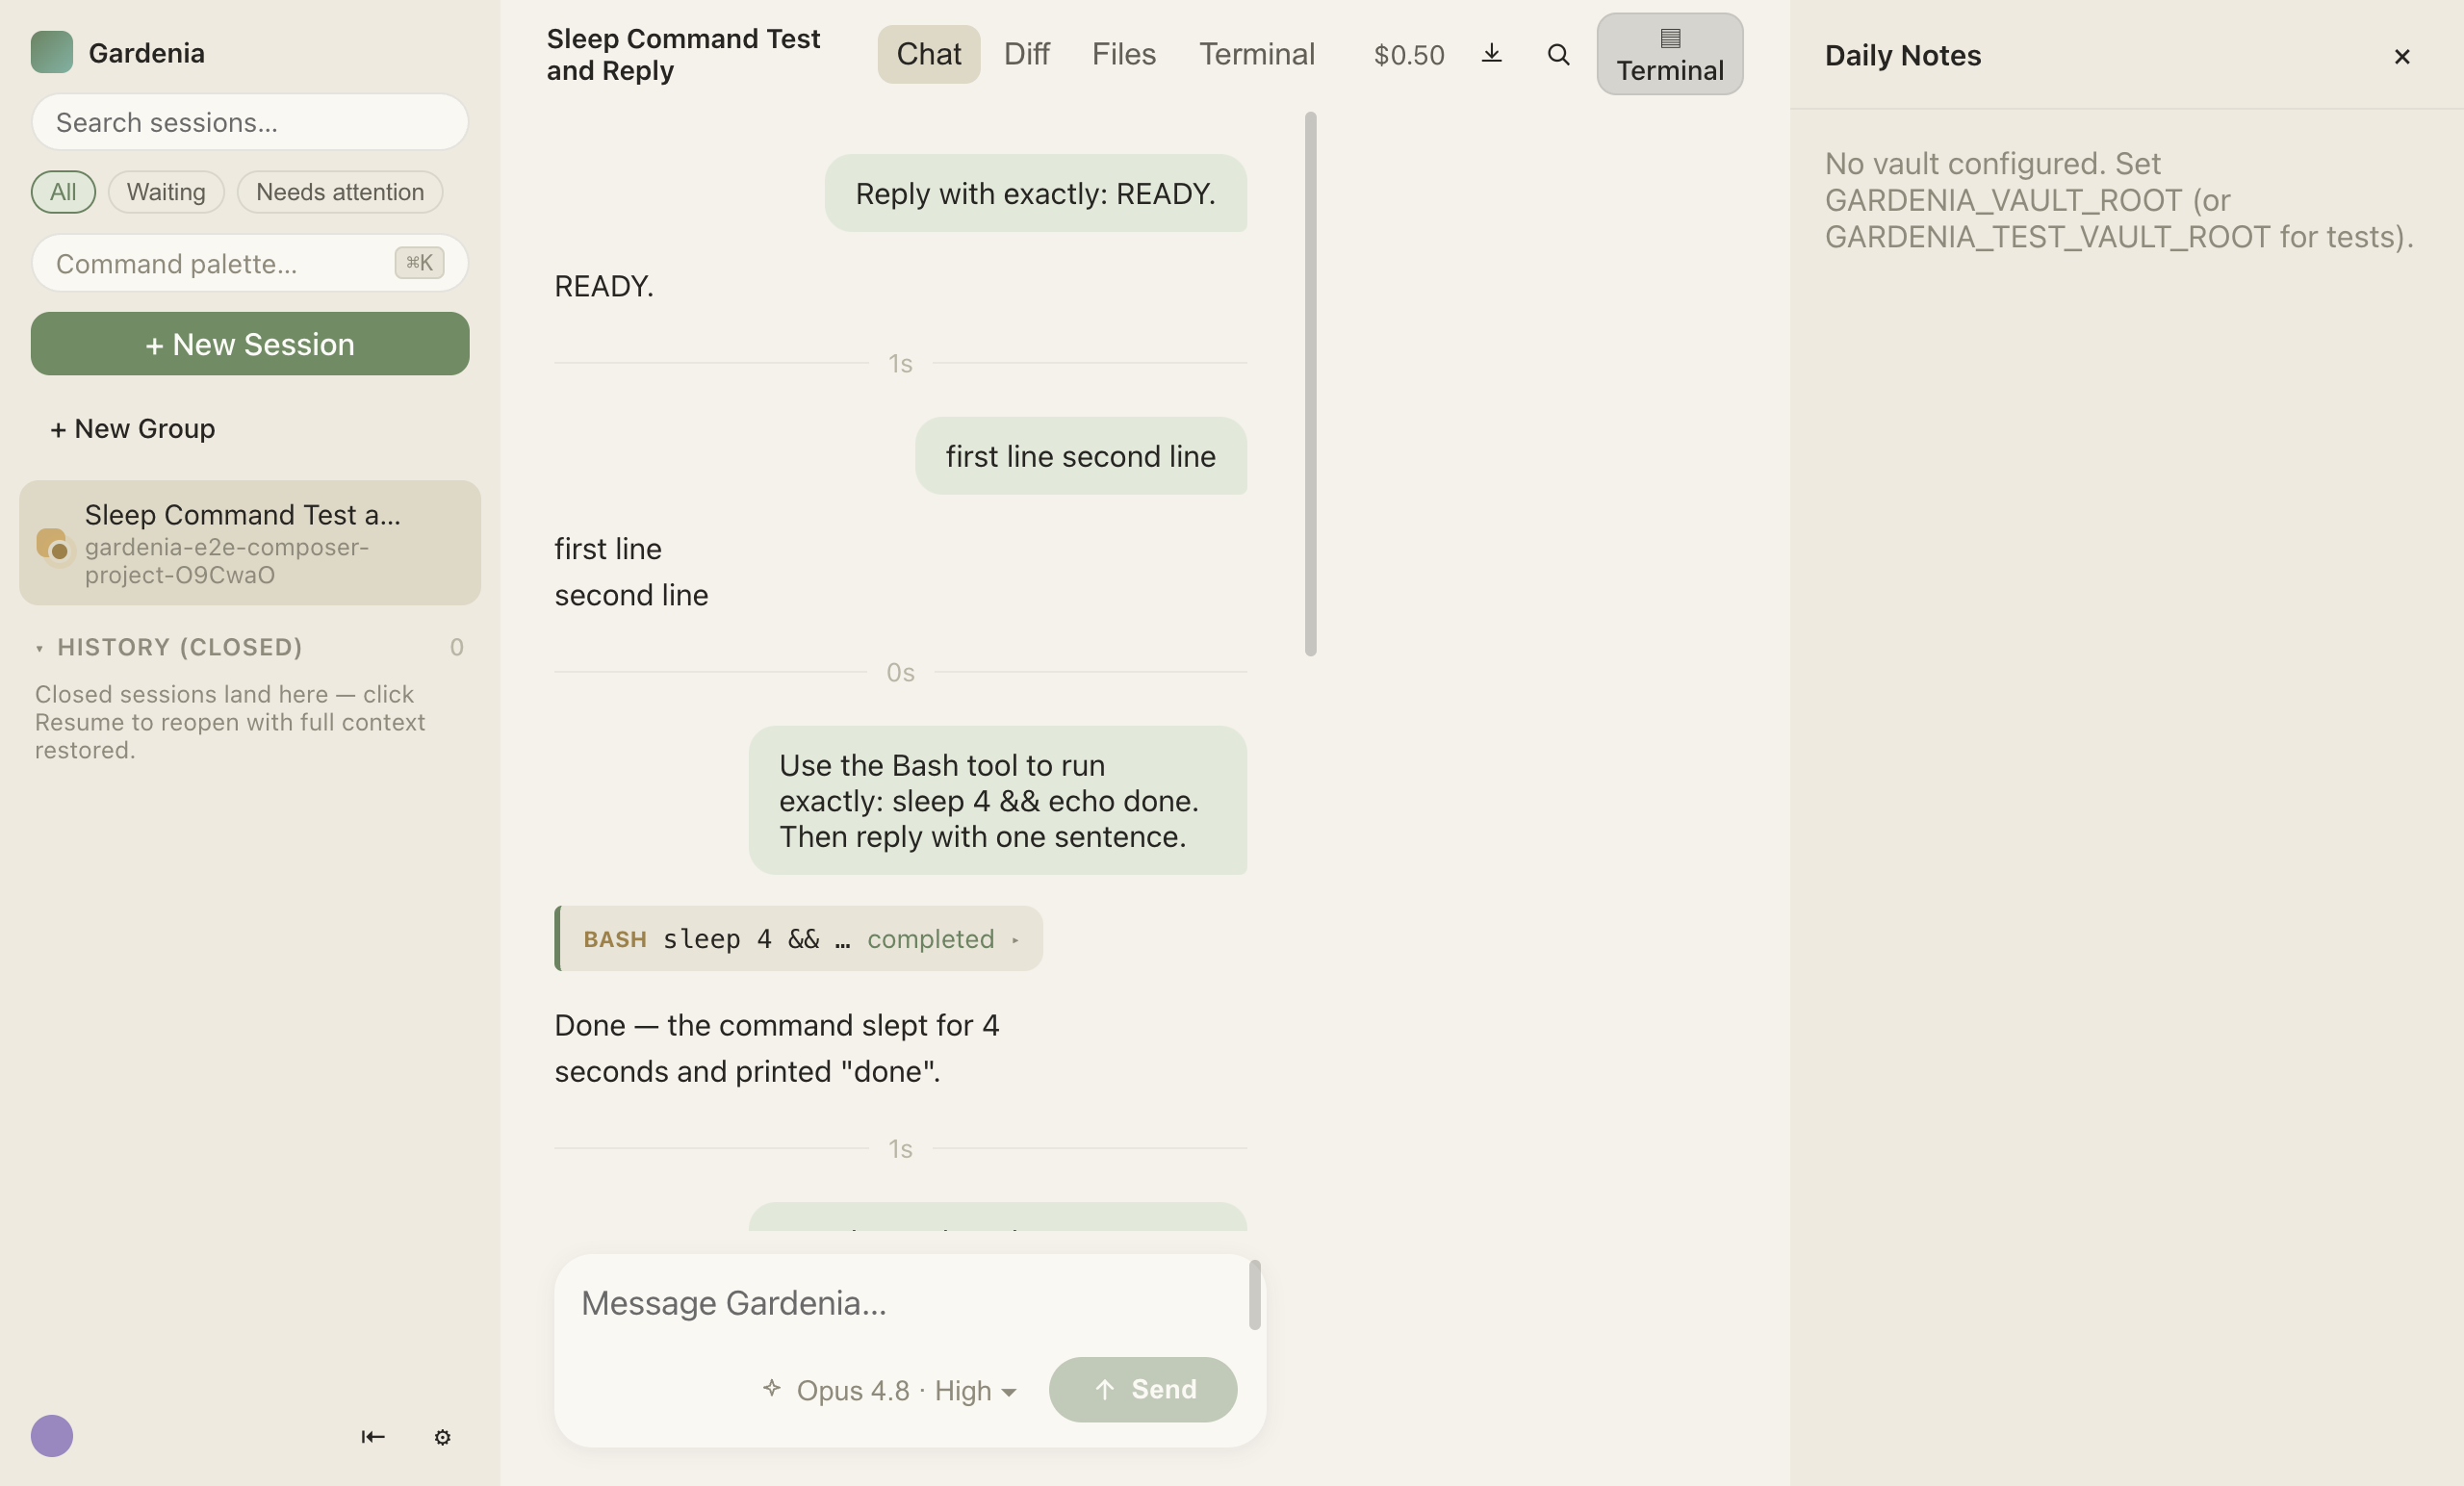 Gardenia
Search sessions...
All
Waiting
Needs attention
Command palette...
⌘K
+ New Session
+ New Group
Sleep Command Test a...
gardenia-e2e-composer-
project-O9CwaO
HISTORY (CLOSED)
0
Closed sessions land here — click
Resume to reopen with full context
restored.
Sleep Command Test
and Reply
Chat
Diff
Files
Terminal
$0.50
Terminal
Reply with exactly: READY.
READY.
1s
first line second line
first line
second line
0s
Use the Bash tool to run
exactly: sleep 4 && echo done.
Then reply with one sentence.
BASH sleep 4 && … completed
Done — the command slept for 4
seconds and printed "done".
1s
Message Gardenia...
Opus 4.8 · High
Send
Daily Notes
No vault configured. Set
GARDENIA_VAULT_ROOT (or
GARDENIA_TEST_VAULT_ROOT for tests).